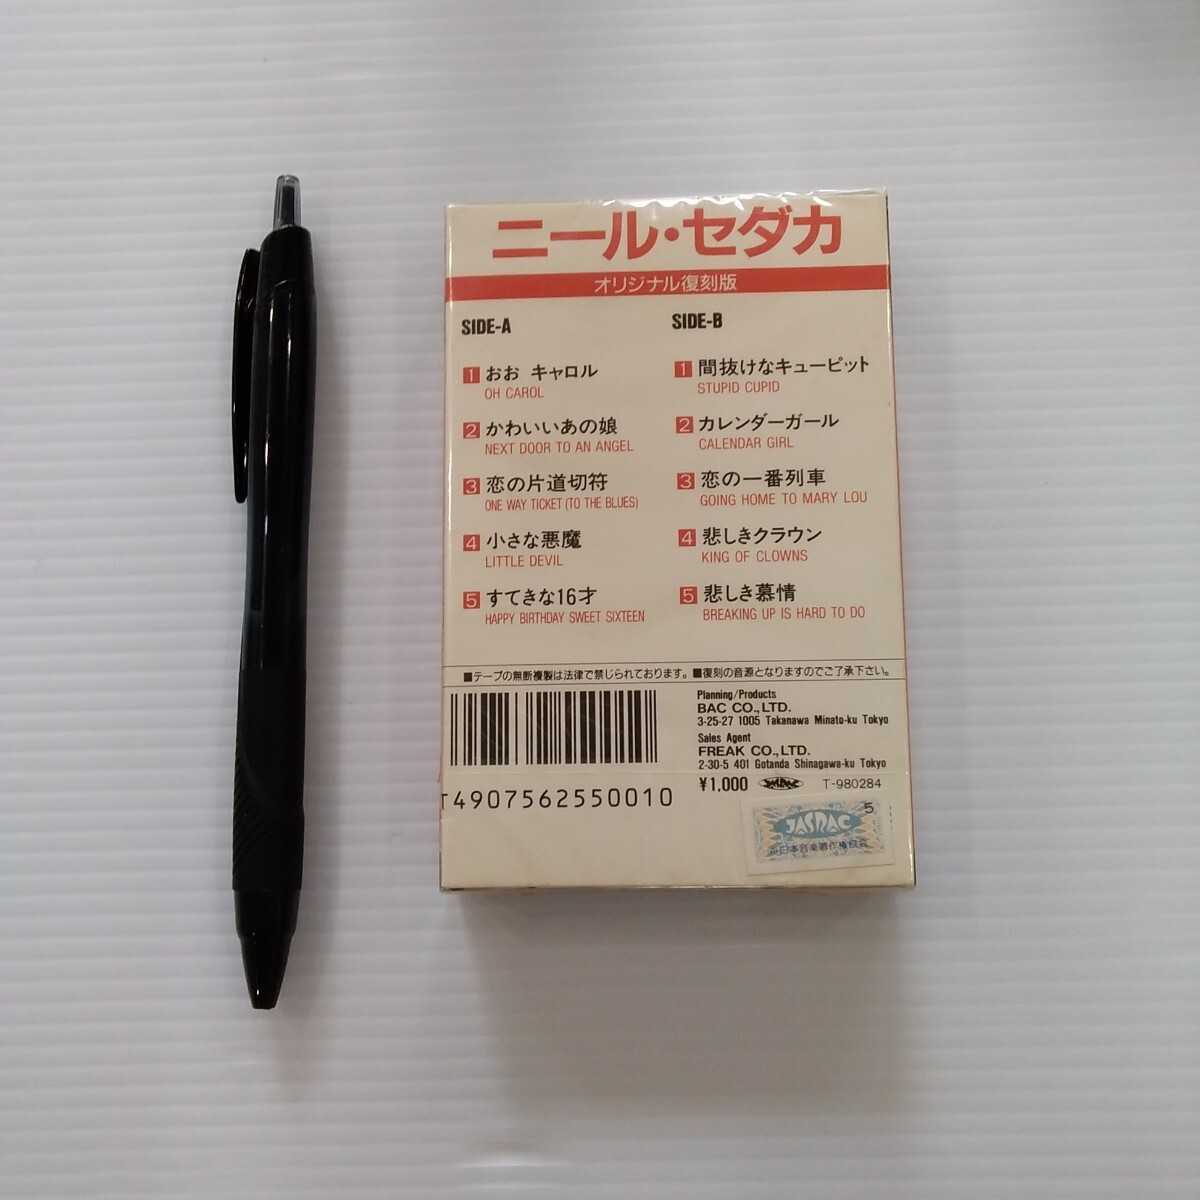 ニール・セダカ
オリジナル復刻版
SIDE-A
1 おお キャロル
OH CAROL
2 かわいいあの娘
NEXT DOOR TO AN ANGEL
3 恋の片道切符
ONE WAY TICKET (TO THE BLUES)
4 小さな悪魔
LITTLE DEVIL
5 すてきな16才
HAPPY BIRTHDAY SWEET SIXTEEN
SIDE-B
1 間抜けなキューピット
STUPID CUPID
2 カレンダーガール
CALENDAR GIRL
3 恋の一番列車
GOING HOME TO MARY LOU
4 悲しきクラウン
KING OF CLOWNS
5 悲しき慕情
BREAKING UP IS HARD TO DO
■テープの無断複製は法律で禁じられております。■復刻の音源となりますのでご了承下さい。
T4907562550010
Planning/Products
BAC CO.,LTD.
3-25-27 1005 Takanawa Minato-ku Tokyo
Sales Agent
FREAK CO.,LTD.
2-30-5 401 Gotanda Shinagawa-ku Tokyo
¥1,000 T-980284
5
JASRAC
日本音楽著作権協会